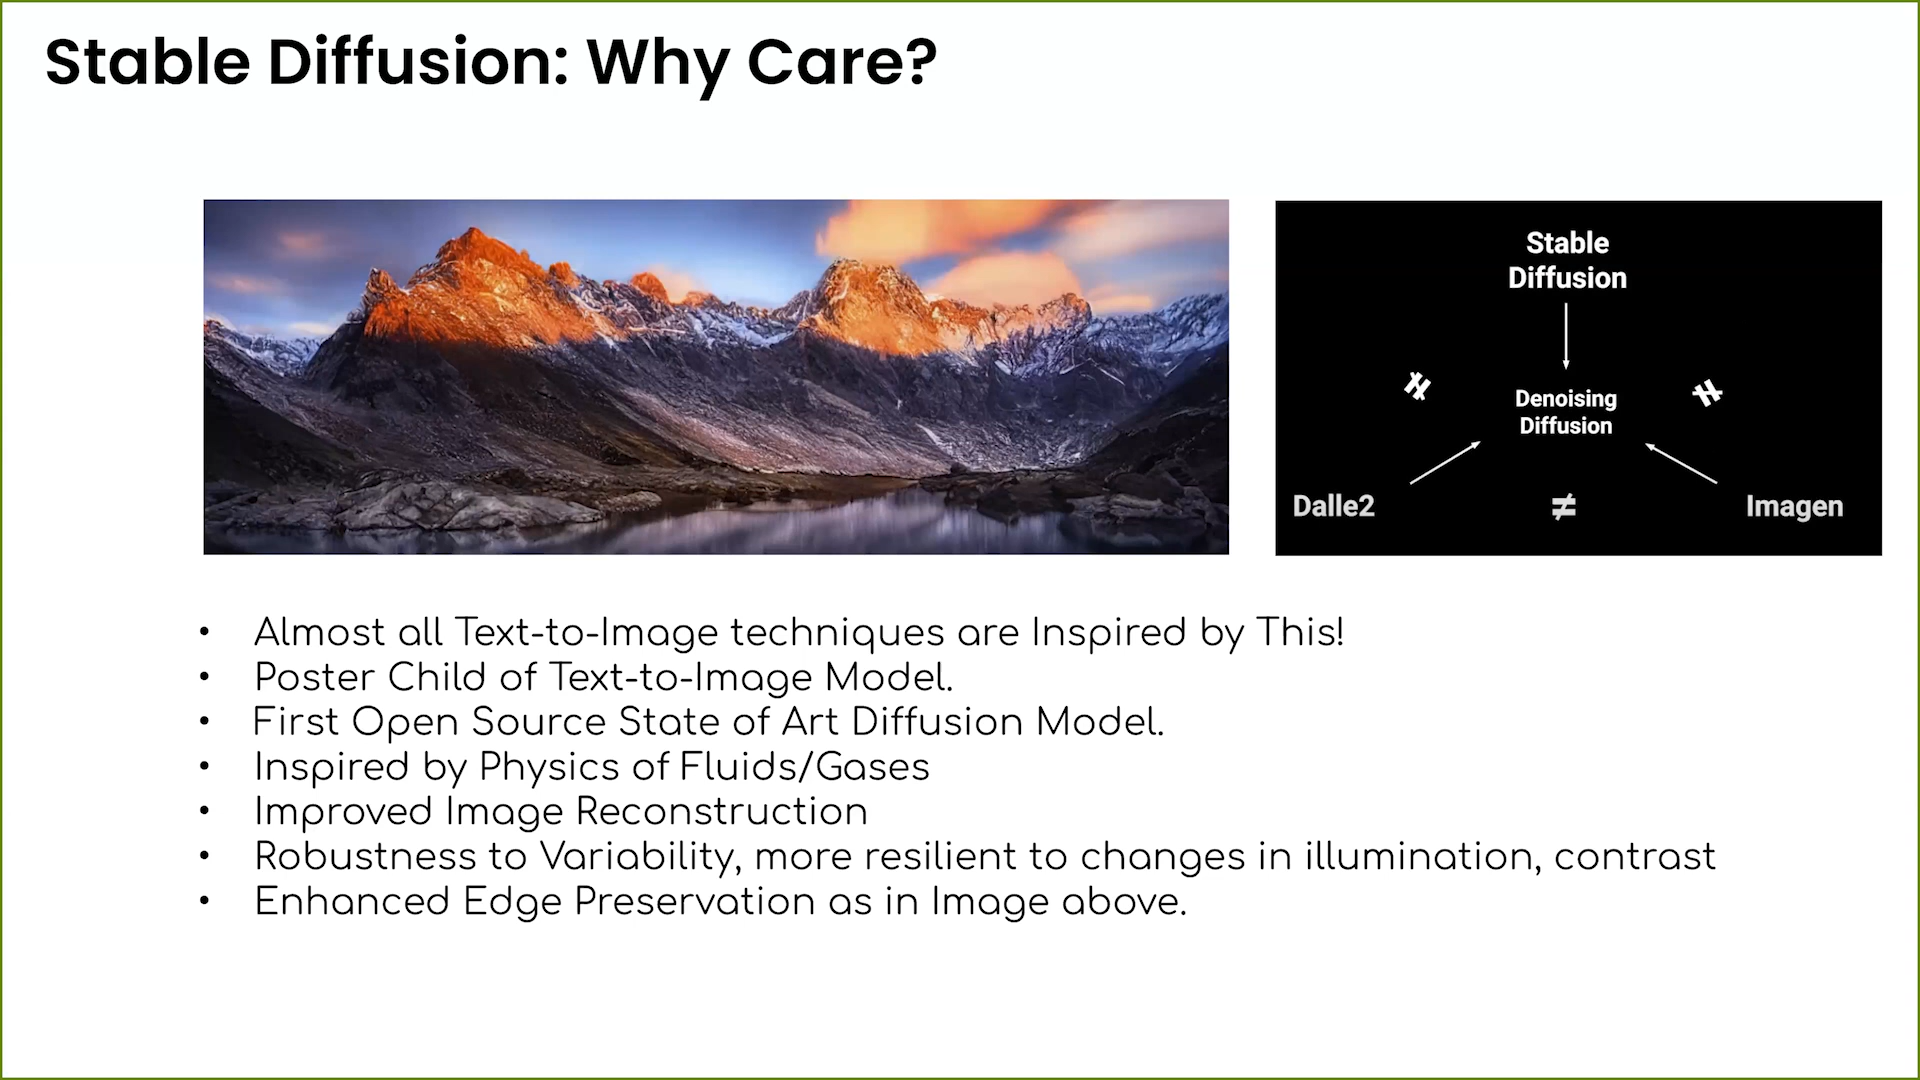 Stable Diffusion: Why Care?
Stable
Diffusion
≠
Denoising
Diffusion
≠
Dalle2
≠
Imagen
• Almost all Text-to-Image techniques are Inspired by This!
• Poster Child of Text-to-Image Model.
• First Open Source State of Art Diffusion Model.
• Inspired by Physics of Fluids/Gases
• Improved Image Reconstruction
• Robustness to Variability, more resilient to changes in illumination, contrast
• Enhanced Edge Preservation as in Image above.